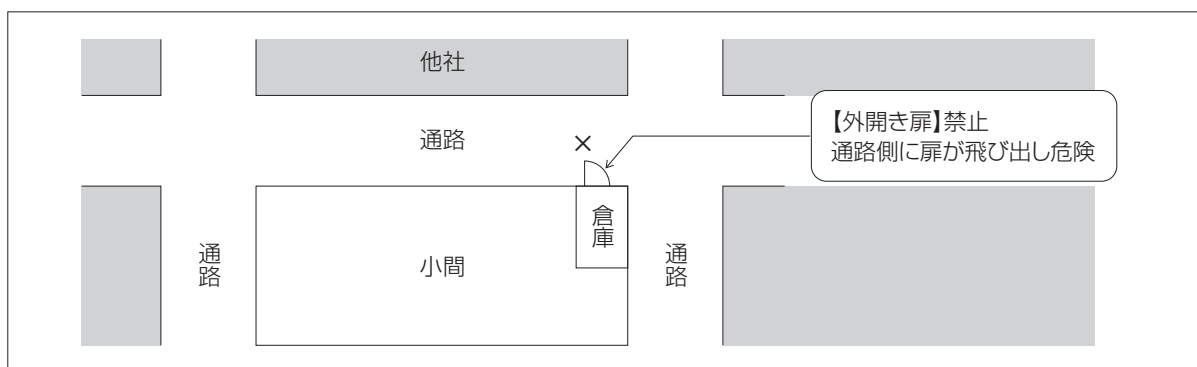 他社
通路
×
【外開き扉】禁止
通路側に扉が飛び出し危険
通路
小間
倉庫
通路